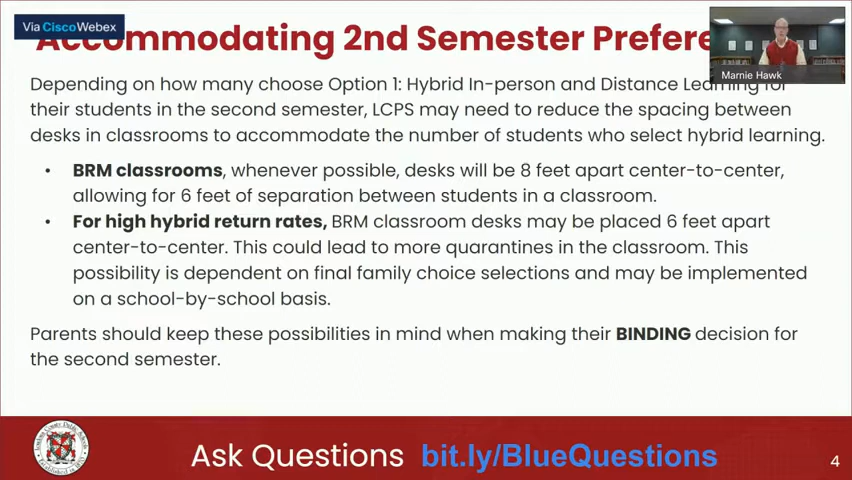 Via Cisco Webex
Accommodating 2nd Semester
Marnie Hawk
Depending on how many choose Option 1: Hybrid In-person and Distance Learning for
their students in the second semester, LCPS may need to reduce the spacing between
desks in classrooms to accommodate the number of students who select hybrid learning.
• BRM classrooms, whenever possible, desks will be 8 feet apart center-to-center,
allowing for 6 feet of separation between students in a classroom.
• For high hybrid return rates, BRM classroom desks may be placed 6 feet apart
center-to-center. This could lead to more quarantines in the classroom. This
possibility is dependent on final family choice selections and may be implemented
on a school-by-school basis.
Parents should keep these possibilities in mind when making their BINDING decision for
the second semester.
Ask Questions bit.ly/BlueQuestions
4